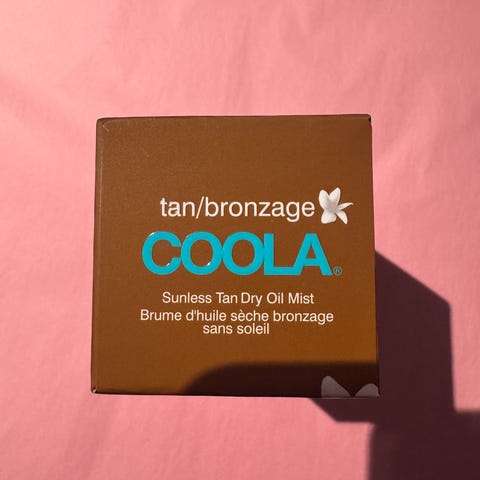 tan/bronzage
COOLA®
Sunless Tan Dry Oil Mist
Brume d'huile sèche bronzage
sans soleil